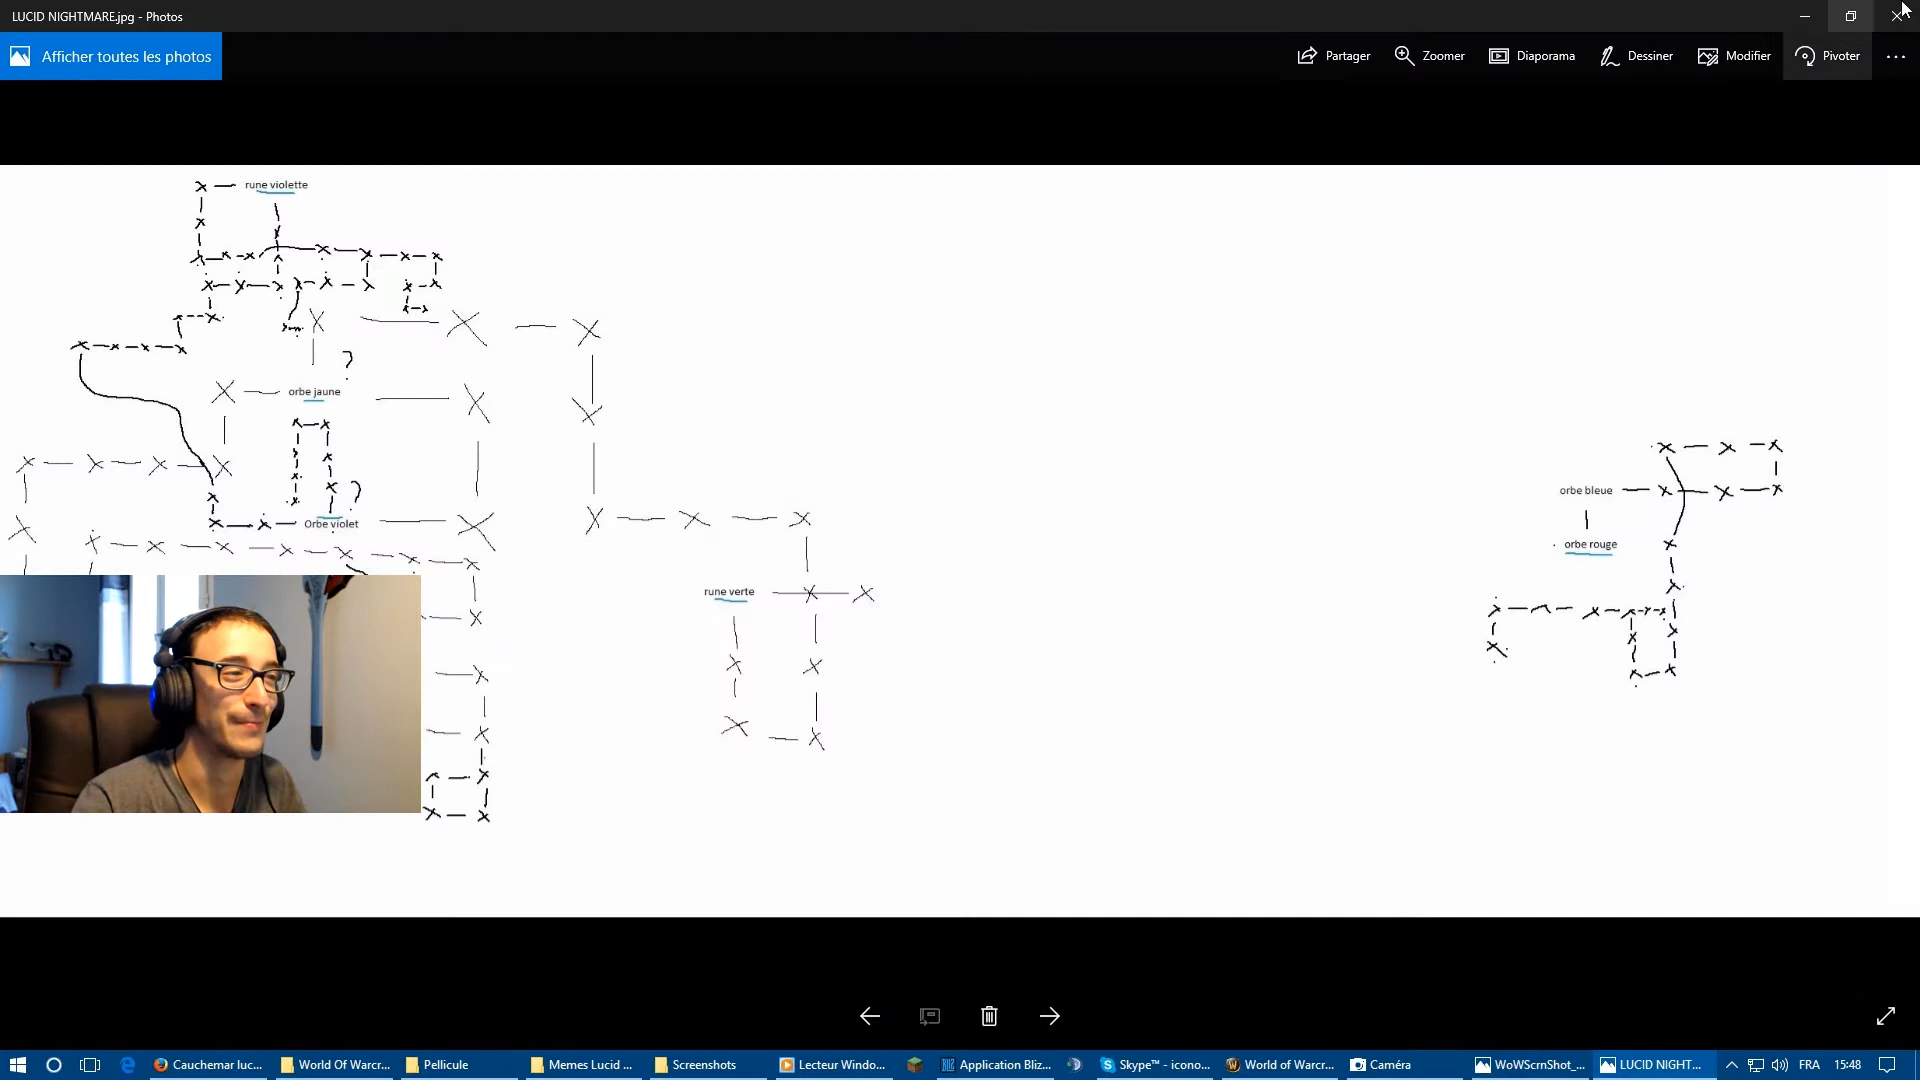 LUCID NIGHTMARE.jpg - Photos
Afficher toutes les photos
Partager
Zoomer
Diaporama
Dessiner
Modifier
Pivoter
rune violette
?
orbe jaune
?
Orbe violet
rune verte
orbe bleue
orbe rouge
Cauchemar luc...
World Of Warcr...
Pellicule
Memes Lucid ...
Screenshots
Lecteur Windo...
Application Bliz...
Skype™ - icono...
World of Warcr...
Caméra
WoWScrnShot_...
LUCID NIGHT...
FRA
15:48